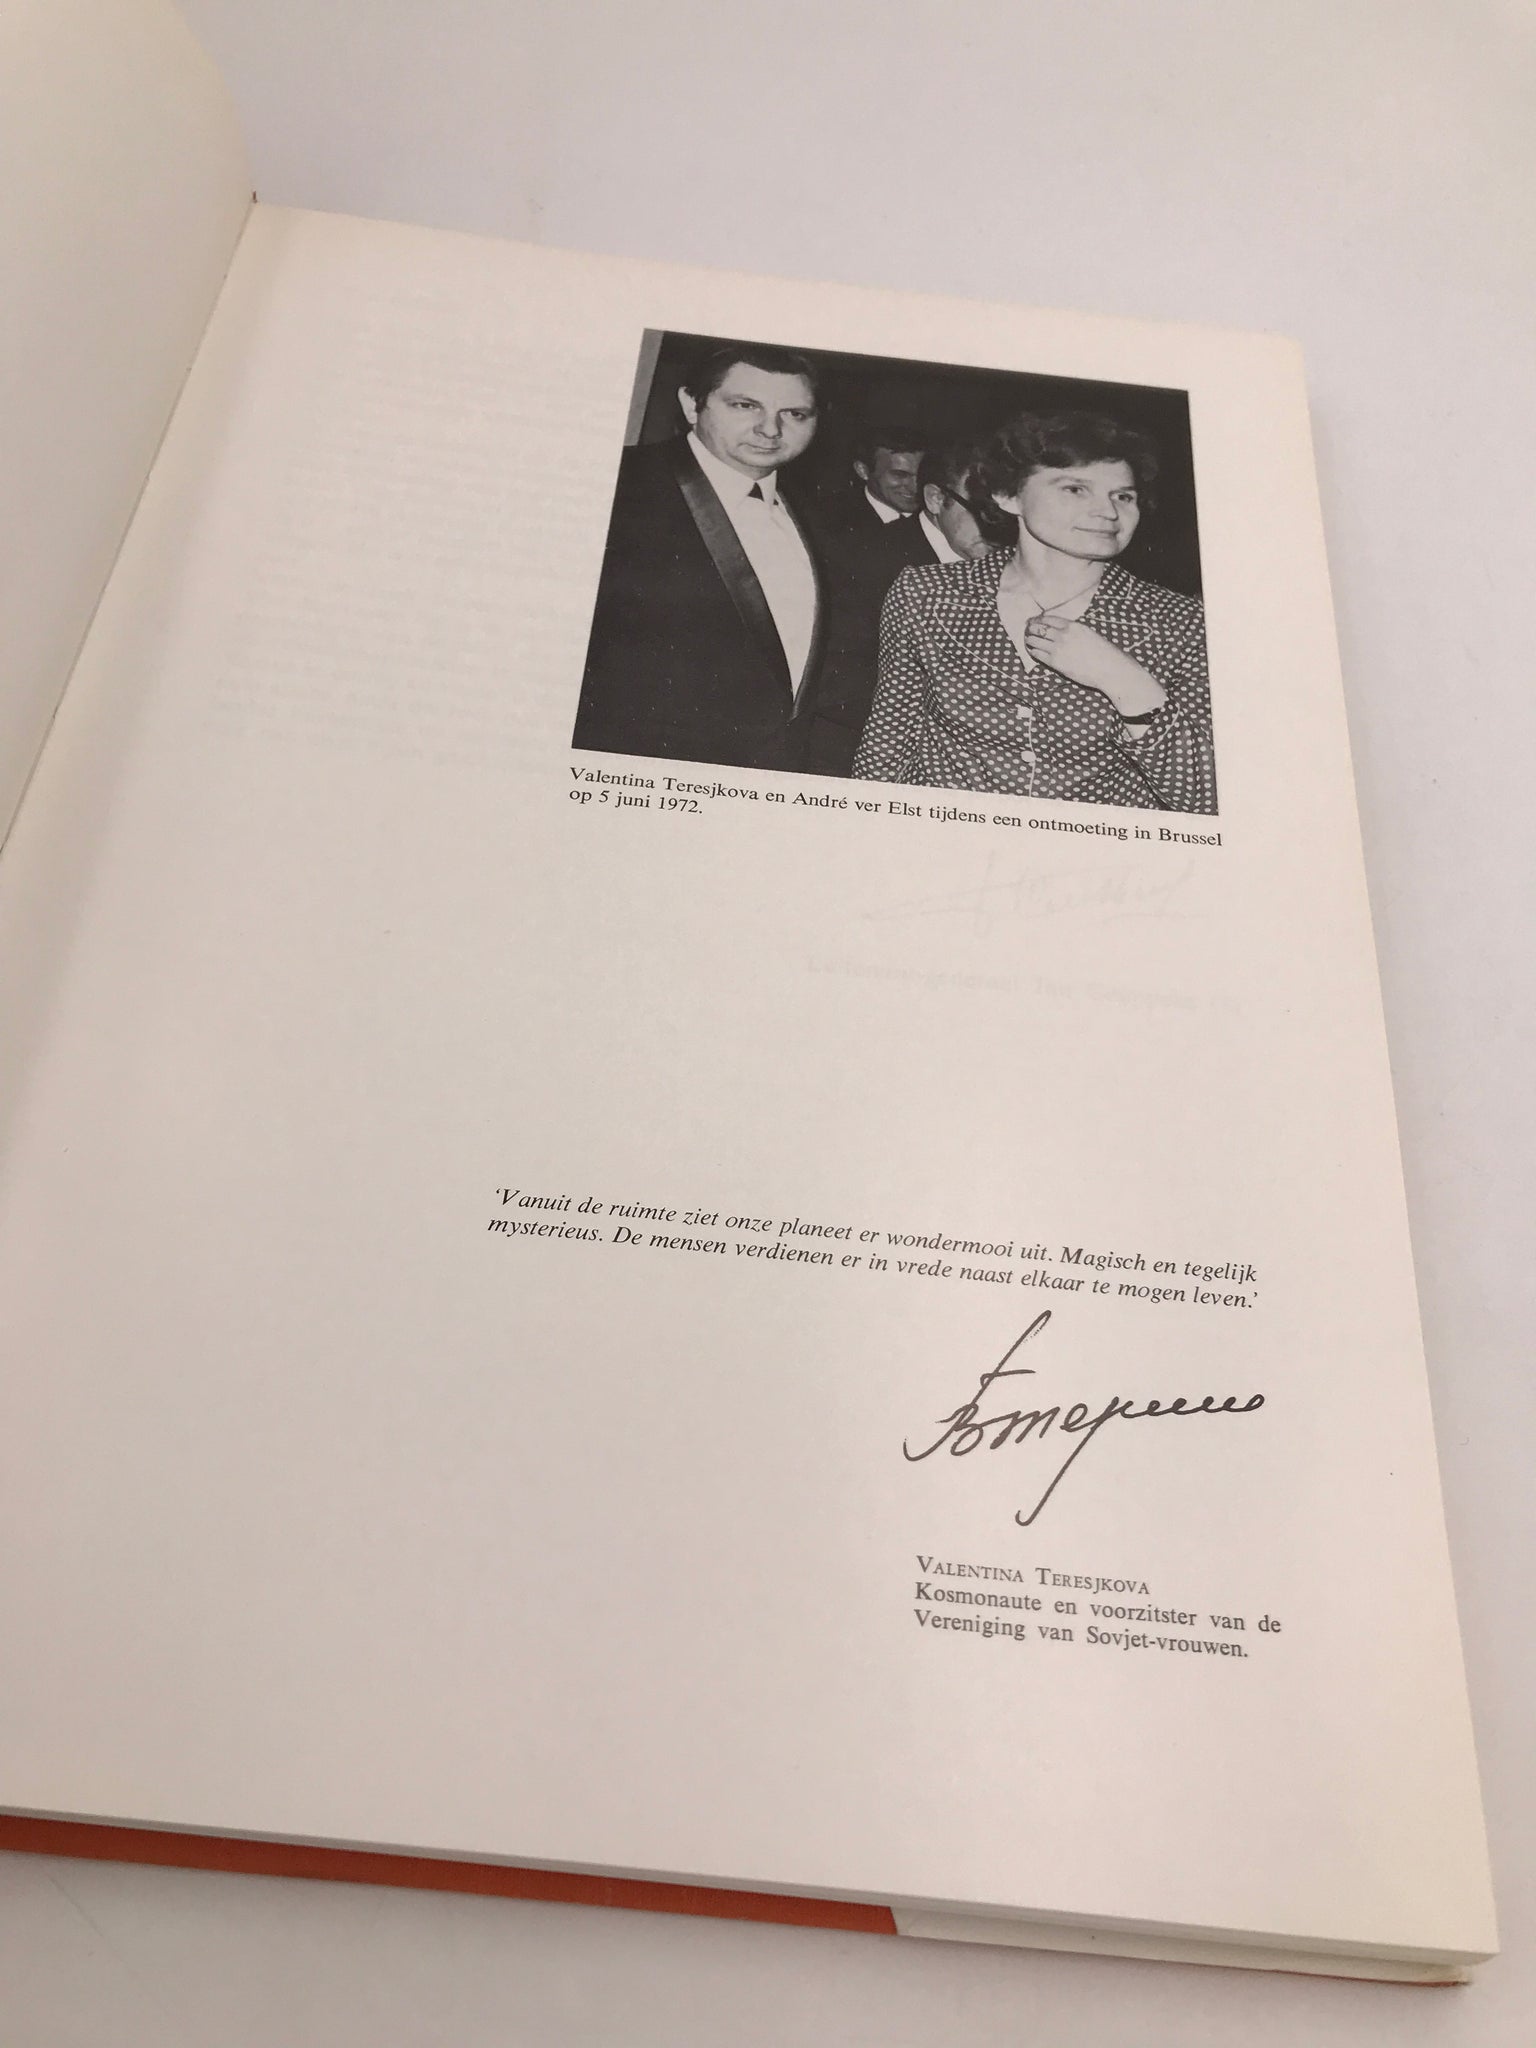 Valentina Teresjkova en André ver Elst tijdens een ontmoeting in Brussel
op 5 juni 1972.
‘Vanuit de ruimte ziet onze planeet er wondermooi uit. Magisch en tegelijk
mysterieus. De mensen verdienen er in vrede naast elkaar te mogen leven.’
VALENTINA TERESJKOVA
Kosmonaute en voorzitster van de
Vereniging van Sovjet-vrouwen.